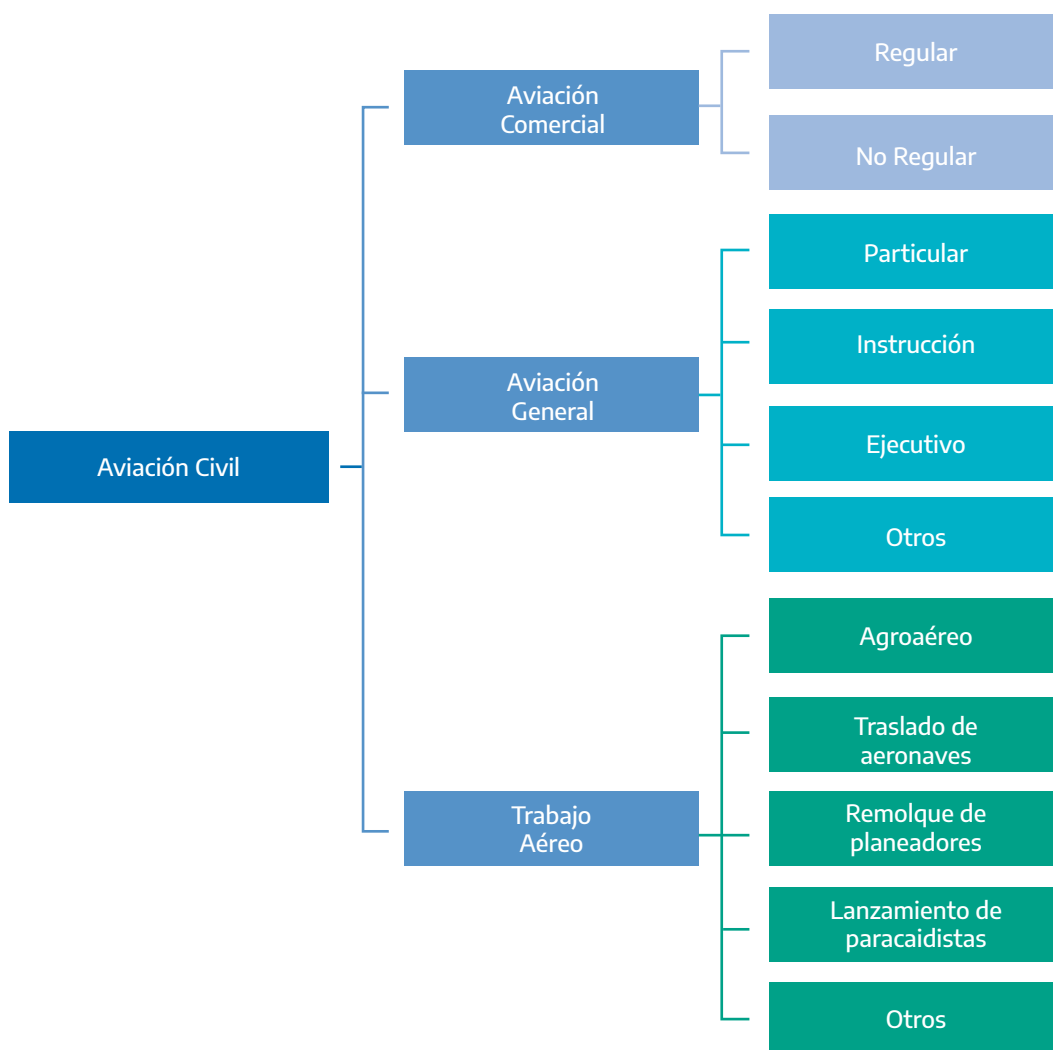 Aviación Civil
Aviación
Comercial
Regular
No Regular
Aviación
General
Particular
Instrucción
Ejecutivo
Otros
Trabajo
Aéreo
Agroaéreo
Traslado de
aeronaves
Remolque de
planeadores
Lanzamiento de
paracaidistas
Otros